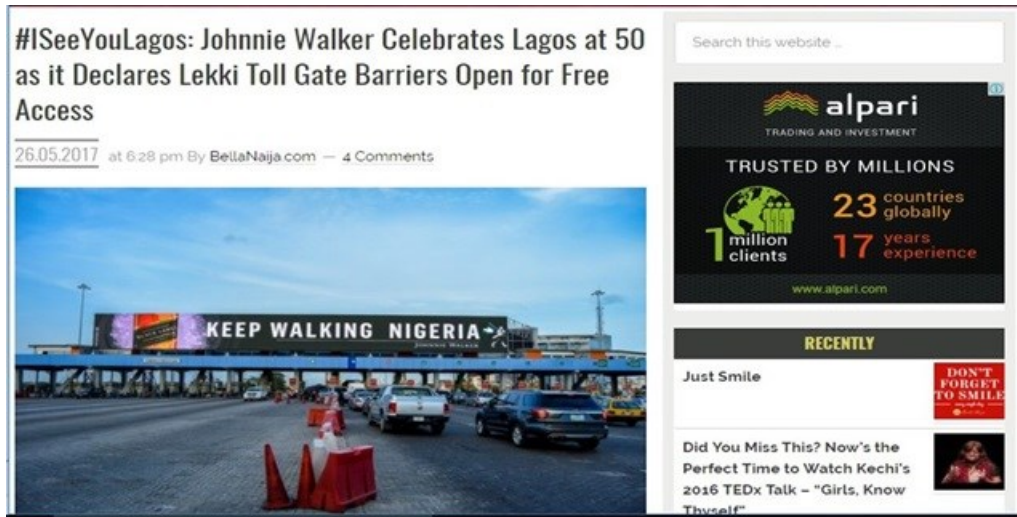 #ISeeYouLagos: Johnnie Walker Celebrates Lagos at 50
as it Declares Lekki Toll Gate Barriers Open for Free
Access
26.05.2017 at 6:28 pm By BellaNaija.com — 4 Comments
KEEP WALKING NIGERIA
JOHNNIE WALKER
Search this website ...
alpari
TRADING AND INVESTMENT
TRUSTED BY MILLIONS
1 million
clients
23 countries
globally
17 years
experience
www.alpari.com
RECENTLY
Just Smile
DON'T
FORGET
TO SMILE
Did You Miss This? Now's the
Perfect Time to Watch Kechi's
2016 TEDx Talk – "Girls, Know
Thyself"